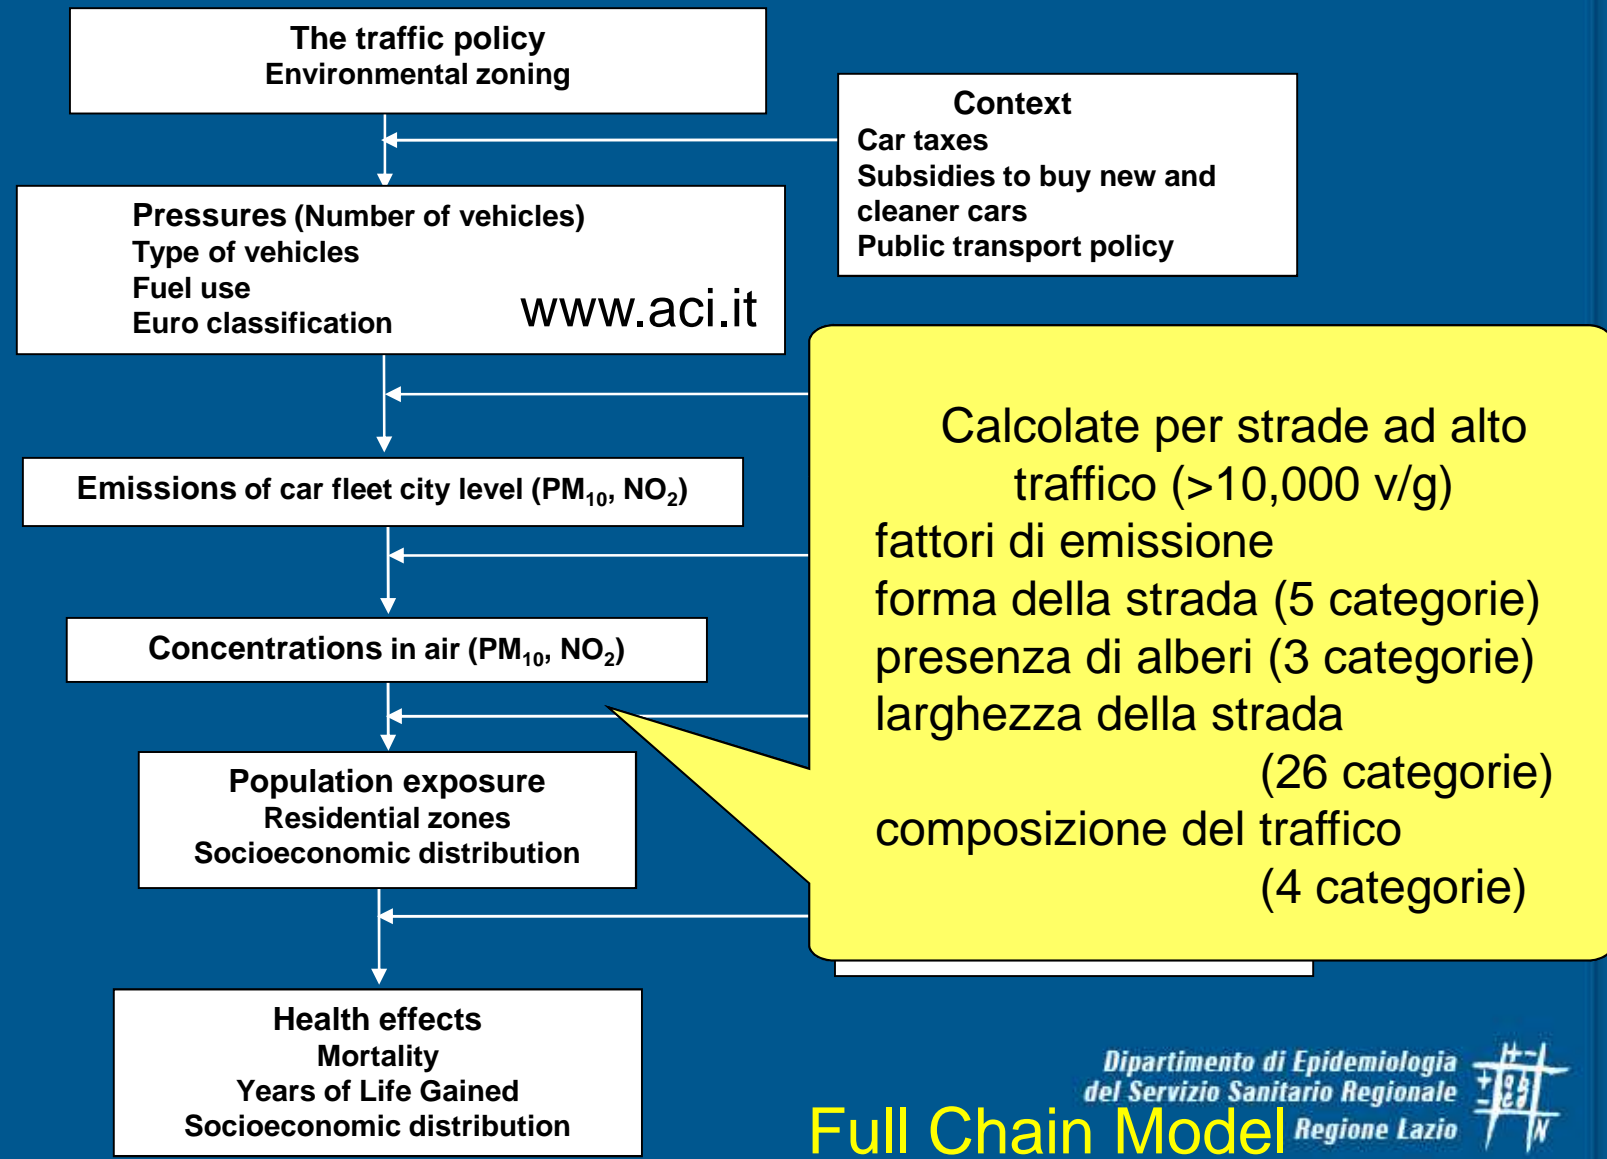 The traffic policy
Environmental zoning
Context
Car taxes
Subsidies to buy new and
cleaner cars
Public transport policy
Pressures (Number of vehicles)
Type of vehicles
Fuel use
Euro classification
www.aci.it
Emissions of car fleet city level (PM₁₀, NO₂)
Concentrations in air (PM₁₀, NO₂)
Population exposure
Residential zones
Socioeconomic distribution
Health effects
Mortality
Years of Life Gained
Socioeconomic distribution
Calcolate per strade ad alto
traffico (>10,000 v/g)
fattori di emissione
forma della strada (5 categorie)
presenza di alberi (3 categorie)
larghezza della strada
(26 categorie)
composizione del traffico
(4 categorie)
Dipartimento di Epidemiologia
del Servizio Sanitario Regionale
Regione Lazio
Full Chain Model